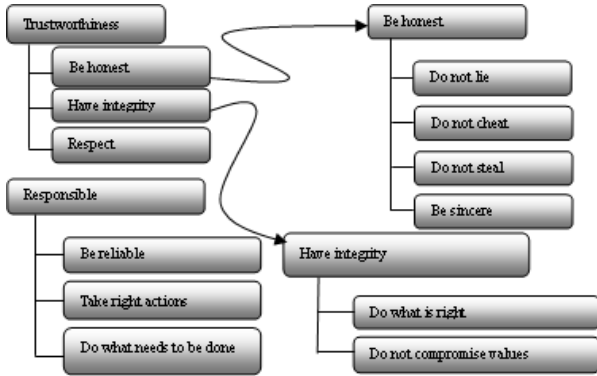 Trustworthiness
Be honest
Have integrity
Respect
Responsible
Be reliable
Take right actions
Do what needs to be done
Be honest
Do not lie
Do not cheat
Do not steal
Be sincere
Have integrity
Do what is right
Do not compromise values